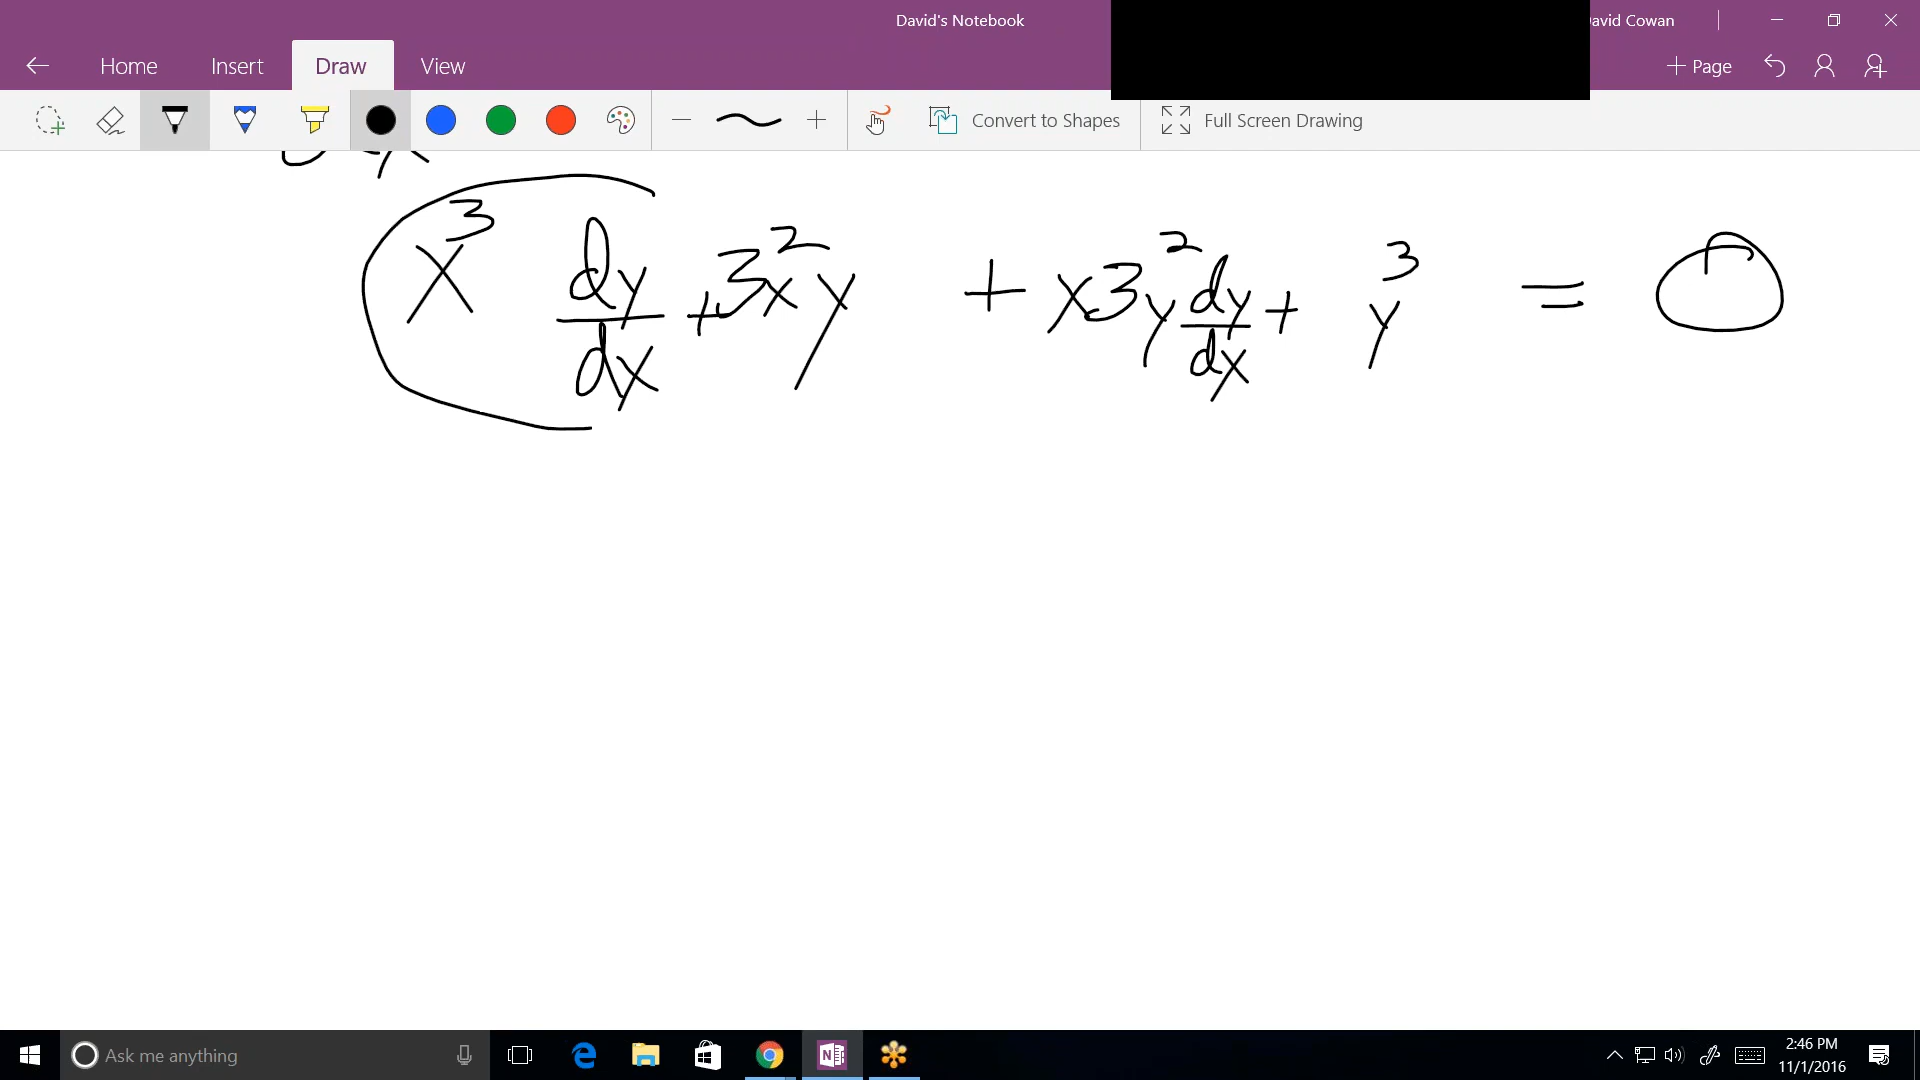 David's Notebook
avid Cowan
Home Insert Draw View
Page
Convert to Shapes
Full Screen Drawing
x³ dy/dx + 3x²y + x3y² dy/dx + y³ = 0
Ask me anything
2:46 PM
11/1/2016